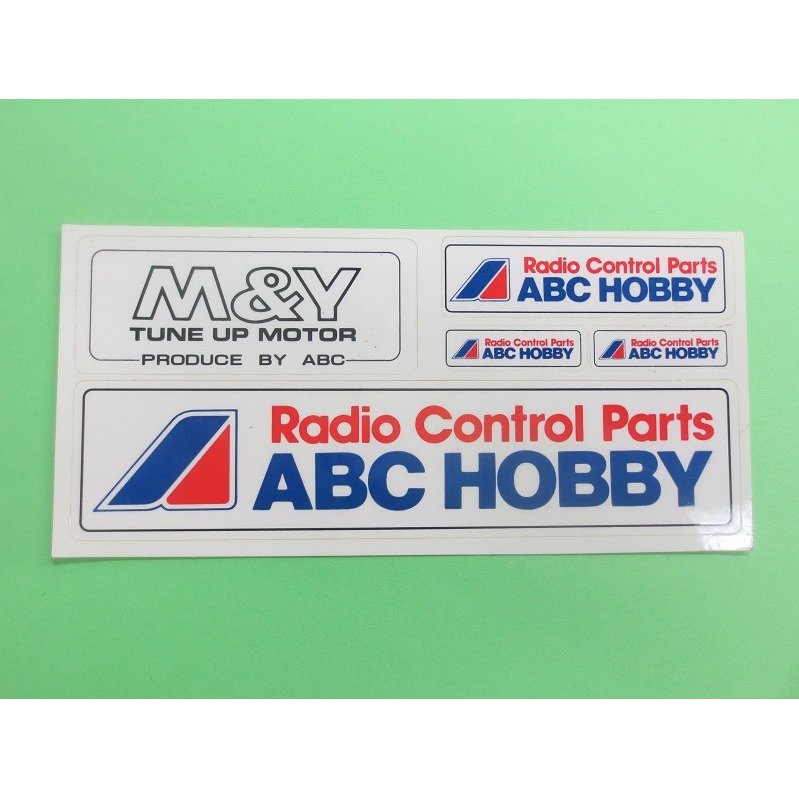 M&Y
TUNE UP MOTOR
PRODUCE BY ABC
Radio Control Parts
ABC HOBBY
Radio Control Parts
ABC HOBBY
Radio Control Parts
ABC HOBBY
Radio Control Parts
ABC HOBBY